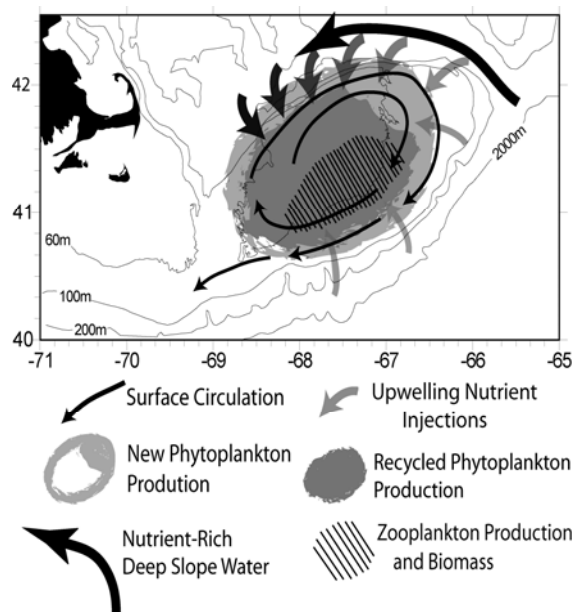 42
41
40
60m
100m
200m
2000m
-71 -70 -69 -68 -67 -66 -65
Surface Circulation
Upwelling Nutrient
Injections
New Phytoplankton
Prodution
Recycled Phytoplankton
Production
Nutrient-Rich
Deep Slope Water
Zooplankton Production
and Biomass